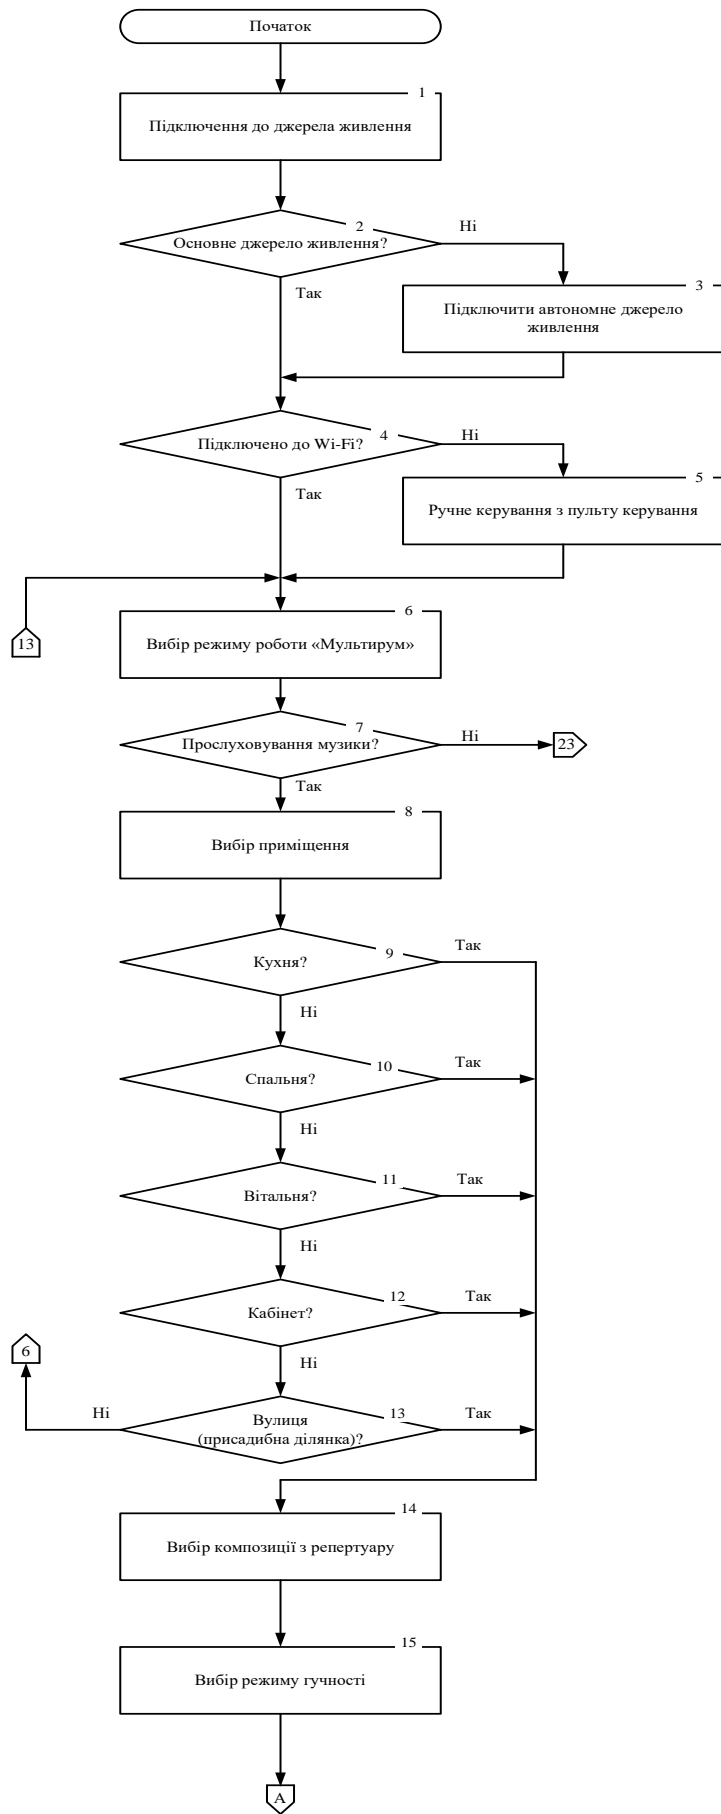 Початок
1
Підключення до джерела живлення
2
Основне джерело живлення?
Ні
Так
3
Підключити автономне джерело
живлення
4
Підключено до Wi-Fi?
Ні
Так
5
Ручне керування з пульту керування
13
6
Вибір режиму роботи «Мультирум»
7
Прослуховування музики?
Ні
23
Так
8
Вибір приміщення
9
Кухня?
Так
Ні
10
Спальня?
Так
Ні
11
Вітальня?
Так
Ні
12
Кабінет?
Так
Ні
6
Ні
13
Вулиця
(присадибна ділянка)?
Так
14
Вибір композиції з репертуару
15
Вибір режиму гучності
А